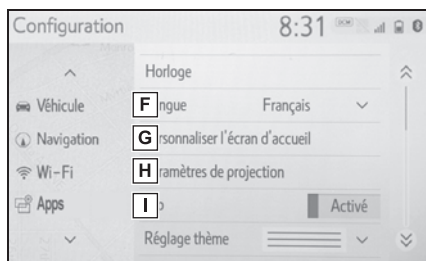 Configuration 8:31 DCM
Horloge
Véhicule F ngue Français
Navigation G rsonnaliser l'écran d'accueil
Wi-Fi H ramètres de projection
Apps I Activé
Réglage thème